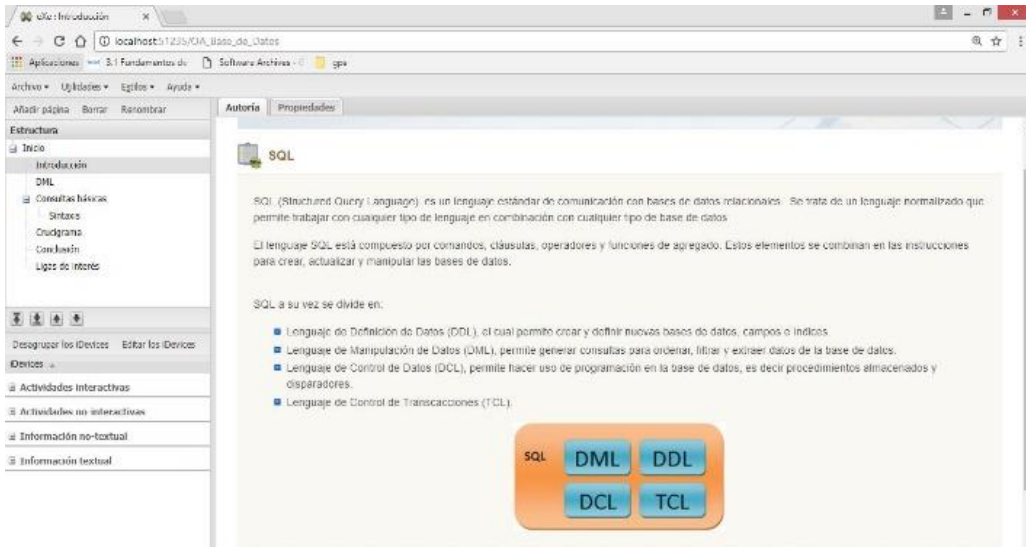 eXe : Introducción
localhost:51235/OA_Base_de_Datos
Aplicaciones 3.1 Fundamentos de Software Archives - gps
Archivo Utilidades Estilos Ayuda
Añadir página Borrar Renombrar
Estructura
Inicio
Introducción
DML
Consultas básicas
Sintaxis
Crucigrama
Conclusión
Ligas de Interés
Desagrupar los iDevices Editar los iDevices
iDevices
Actividades interactivas
Actividades no interactivas
Información no-textual
Información textual
Autoría Propiedades
SQL
SQL (Structured Query Language) es un lenguaje estándar de comunicación con bases de datos relacionales. Se trata de un lenguaje normalizado que
permite trabajar con cualquier tipo de lenguaje en combinación con cualquier tipo de base de datos
El lenguaje SQL está compuesto por comandos, cláusulas, operadores y funciones de agregado. Estos elementos se combinan en las instrucciones
para crear, actualizar y manipular las bases de datos.
SQL a su vez se divide en:
Lenguaje de Definición de Datos (DDL), el cual permite crear y definir nuevas bases de datos, campos e índices.
Lenguaje de Manipulación de Datos (DML), permite generar consultas para ordenar, filtrar y extraer datos de la base de datos.
Lenguaje de Control de Datos (DCL), permite hacer uso de programación en la base de datos, es decir procedimientos almacenados y
disparadores.
Lenguaje de Control de Transcacciones (TCL).
SQL DML DDL
DCL TCL